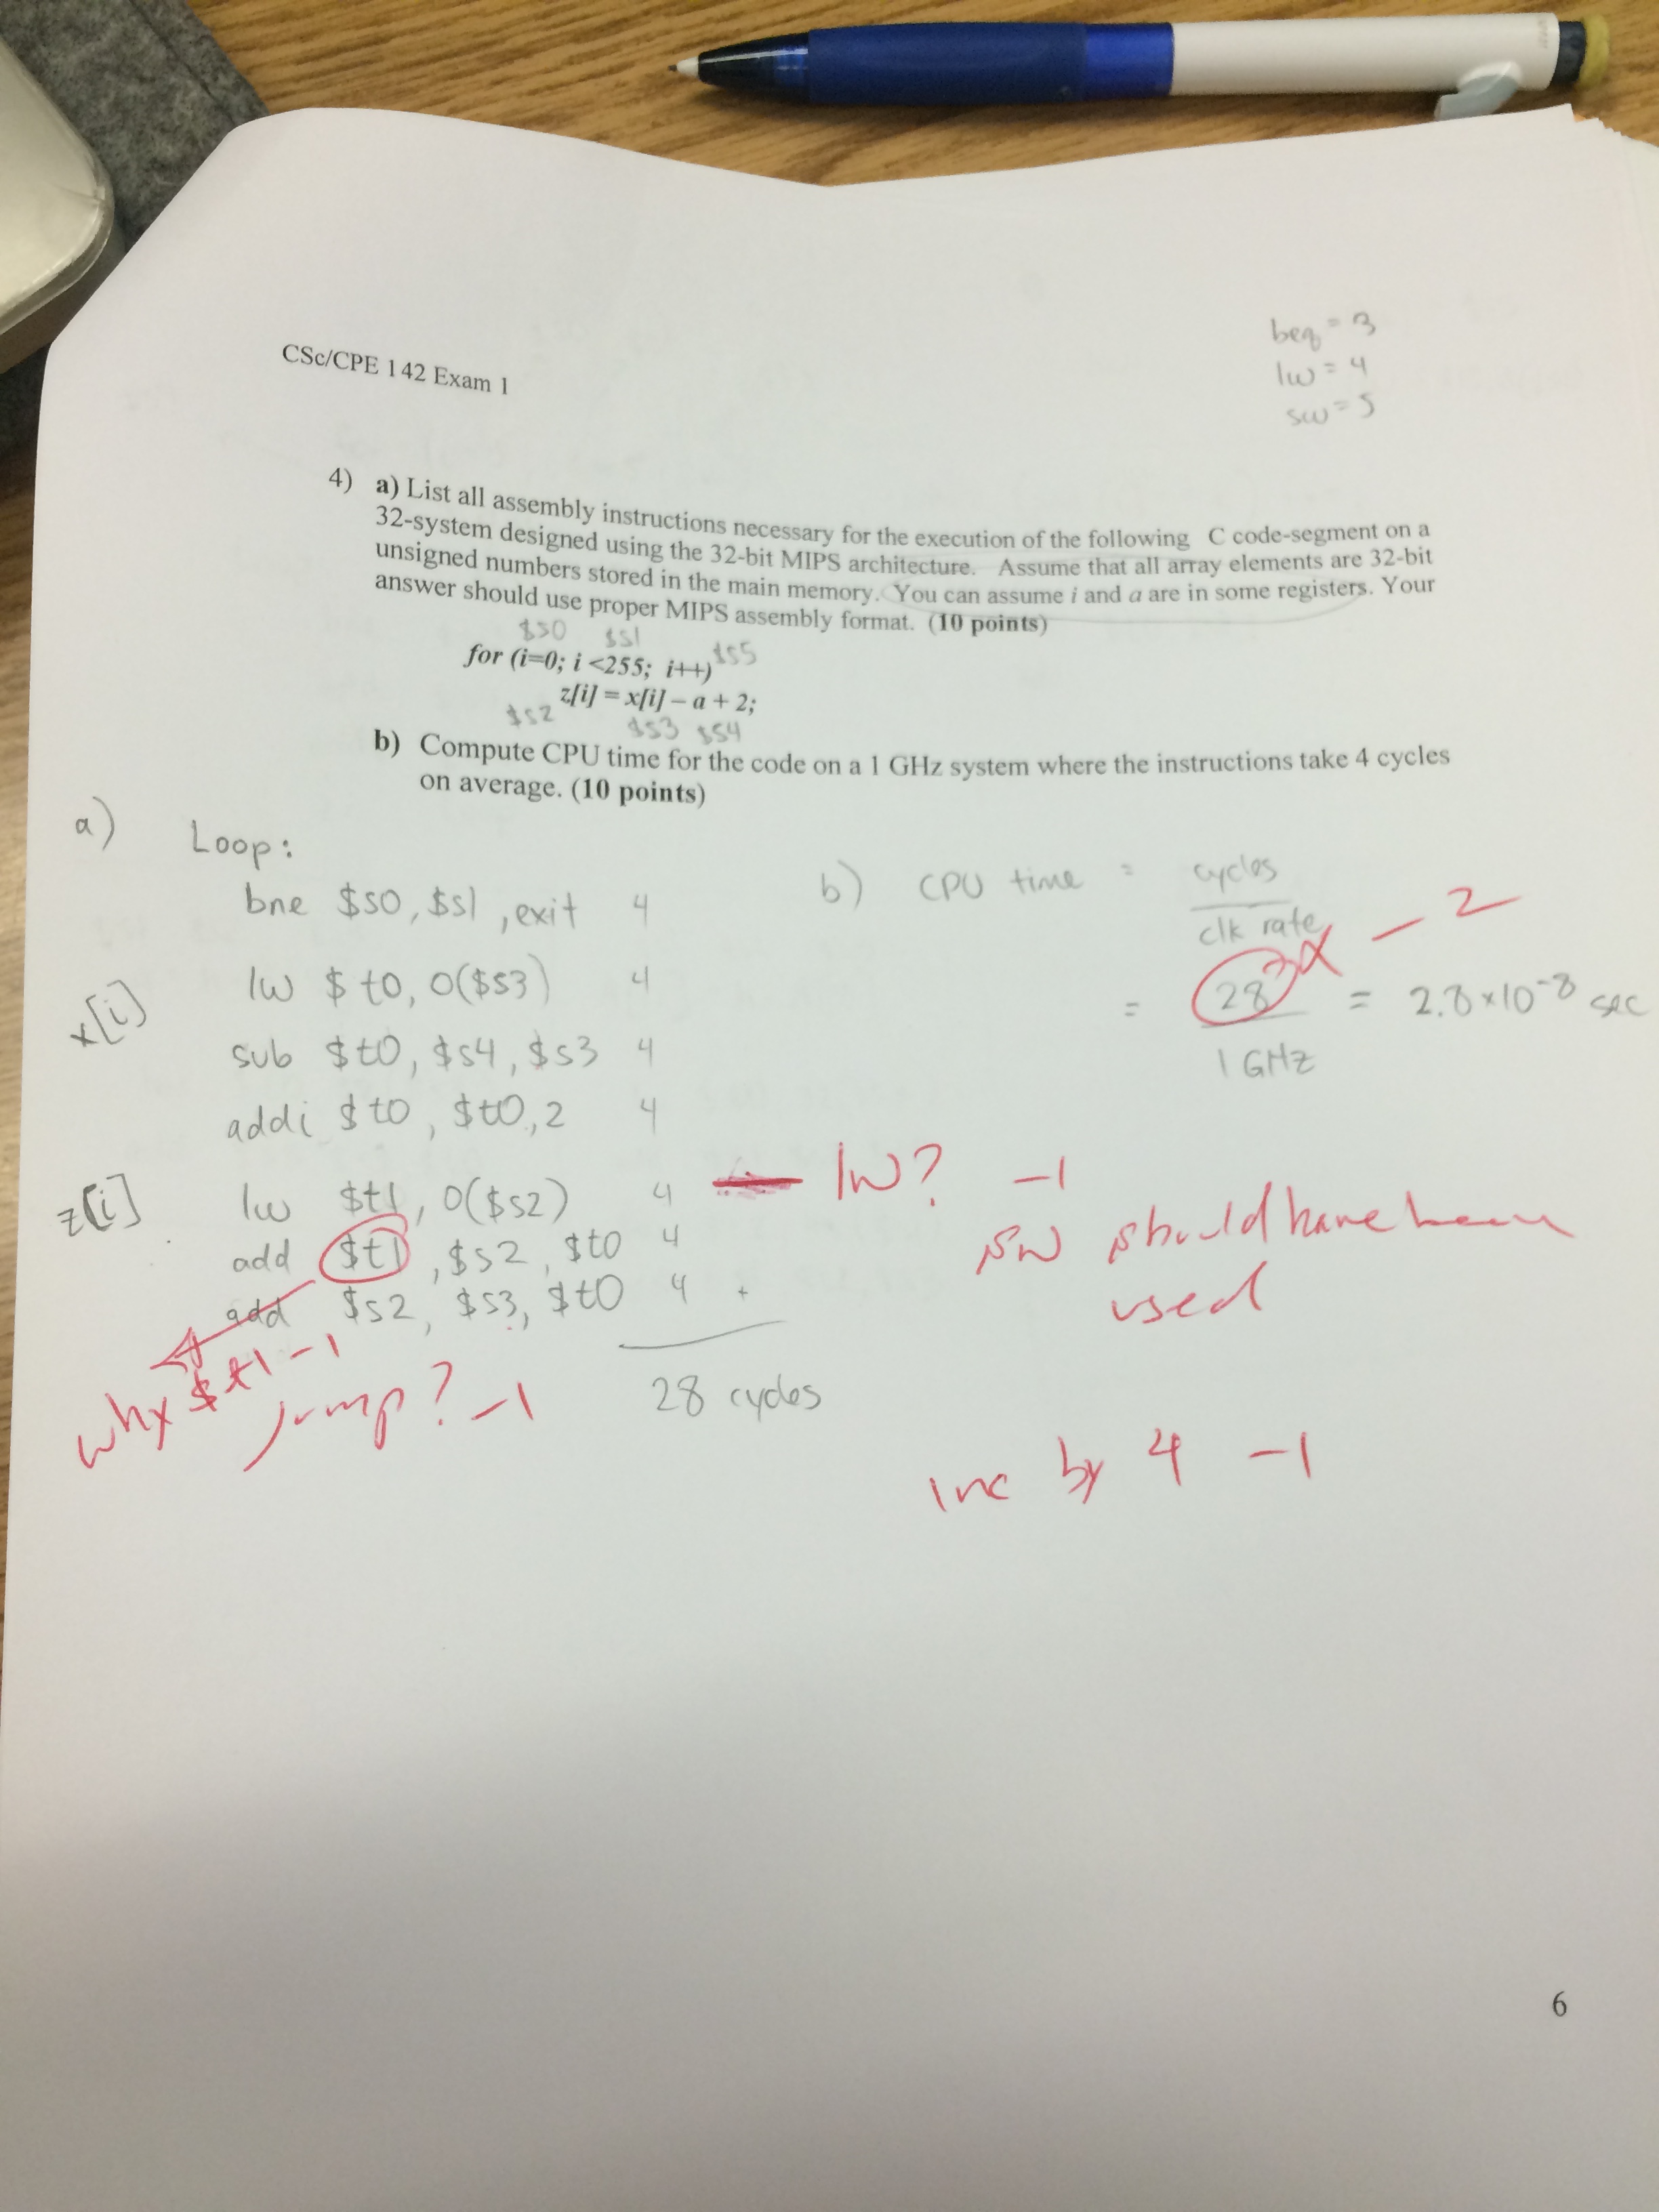 beq = 3
lw = 4
sw = 5
CSc/CPE 142 Exam 1
4) a) List all assembly instructions necessary for the execution of the following C code-segment on a
32-system designed using the 32-bit MIPS architecture. Assume that all array elements are 32-bit
unsigned numbers stored in the main memory. You can assume i and a are in some registers. Your
answer should use proper MIPS assembly format. (10 points)
$s0 $s1
for (i=0; i <255; i++) $s5
z[i] = x[i] – a + 2;
$s2 $s3 $s4
b) Compute CPU time for the code on a 1 GHz system where the instructions take 4 cycles
on average. (10 points)
a) Loop:
bne $s0, $s1, exit 4
x[i] lw $t0, 0($s3) 4
sub $t0, $s4, $s3 4
addi $t0, $t0, 2 4
z[i] lw $t1, 0($s2) 4
add $t1, $s2, $t0 4
add $s2, $s3, $t0 4 +
28 cycles
b) CPU time = cycles
clk rate
- 2
= 28 = 2.8×10-8 sec
1 GHz
lw? -1
sw should have been
used
why $t1 -1
jump? -1
inc by 4 -1
6